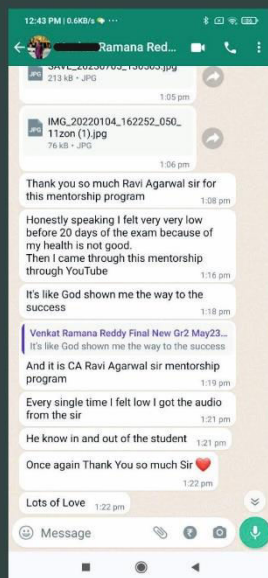 12:43 PM | 0.6KB/s
Ramana Red...
JPG
213 kB • JPG
1:05 pm
JPG
IMG_20220104_162252_050_
11zon (1).jpg
76 kB • JPG
1:06 pm
Thank you so much Ravi Agarwal sir for
this mentorship program
1:08 pm
Honestly speaking I felt very very low
before 20 days of the exam because of
my health is not good.
Then I came through this mentorship
through YouTube
1:16 pm
It's like God shown me the way to the
success
1:18 pm
Venkat Ramana Reddy Final New Gr2 May23...
It's like God shown me the way to the success
And it is CA Ravi Agarwal sir mentorship
program
1:19 pm
Every single time I felt low I got the audio
from the sir
1:21 pm
He know in and out of the student 1:21 pm
Once again Thank You so much Sir ❤️
1:22 pm
Lots of Love 1:22 pm
Message